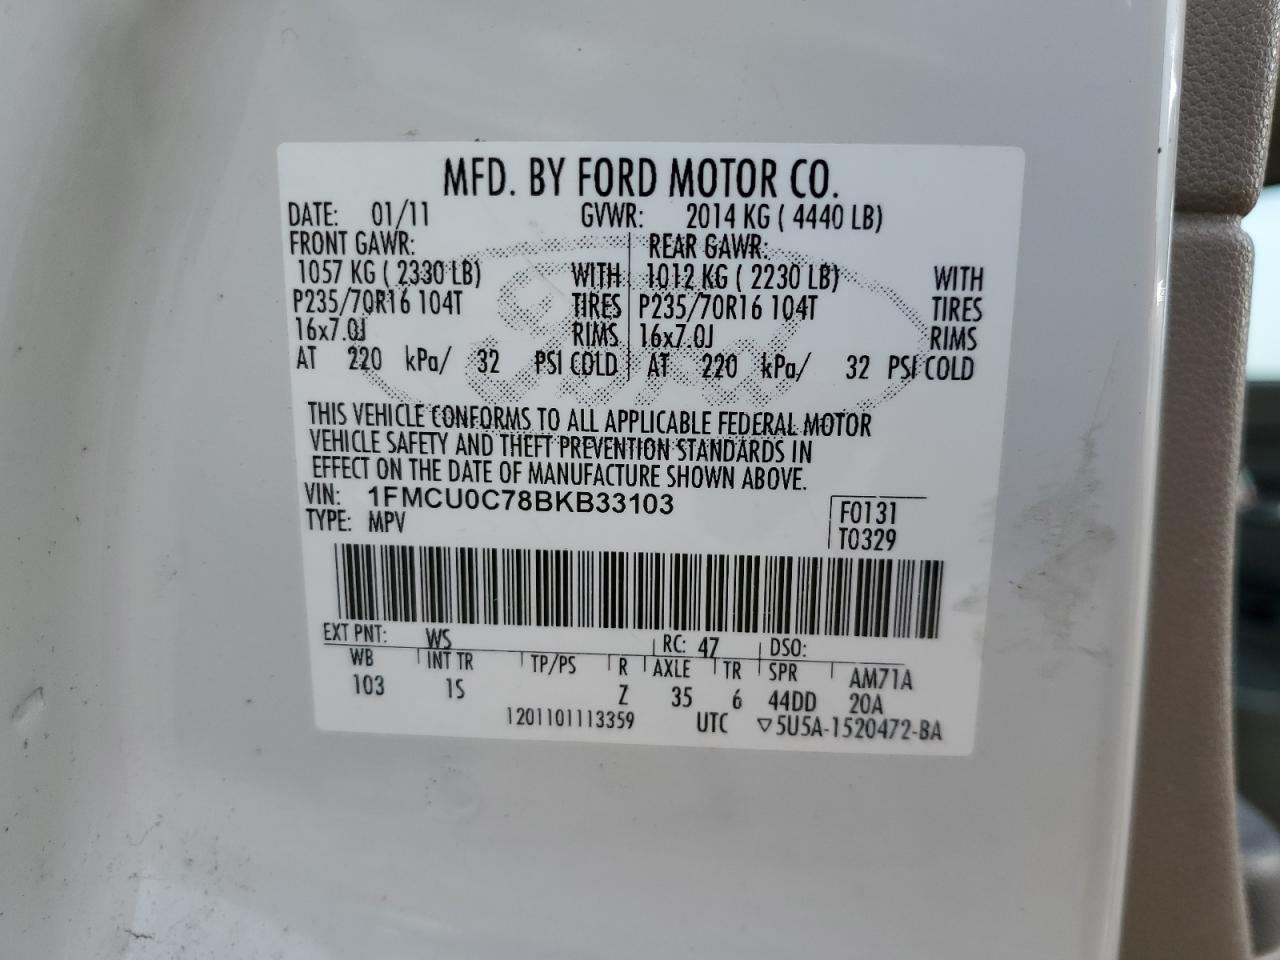 MFD. BY FORD MOTOR CO.
DATE: 01/11 GVWR: 2014 KG ( 4440 LB)
FRONT GAWR: REAR GAWR:
1057 KG ( 2330 LB) WITH 1012 KG ( 2230 LB) WITH
P235/70R16 104T TIRES P235/70R16 104T TIRES
16x7.0J RIMS 16x7.0J RIMS
AT 220 kPa/ 32 PSI COLD AT 220 kPa/ 32 PSI COLD
THIS VEHICLE CONFORMS TO ALL APPLICABLE FEDERAL MOTOR
VEHICLE SAFETY AND THEFT PREVENTION STANDARDS IN
EFFECT ON THE DATE OF MANUFACTURE SHOWN ABOVE.
VIN: 1FMCU0C78BKB33103 F0131
TYPE: MPV T0329
EXT PNT: WS RC: 47 DSO:
WB INT TR TP/PS R AXLE TR SPR AM71A
103 1S Z 35 6 44DD 20A
1201101113359 UTC ▽5U5A-1520472-BA